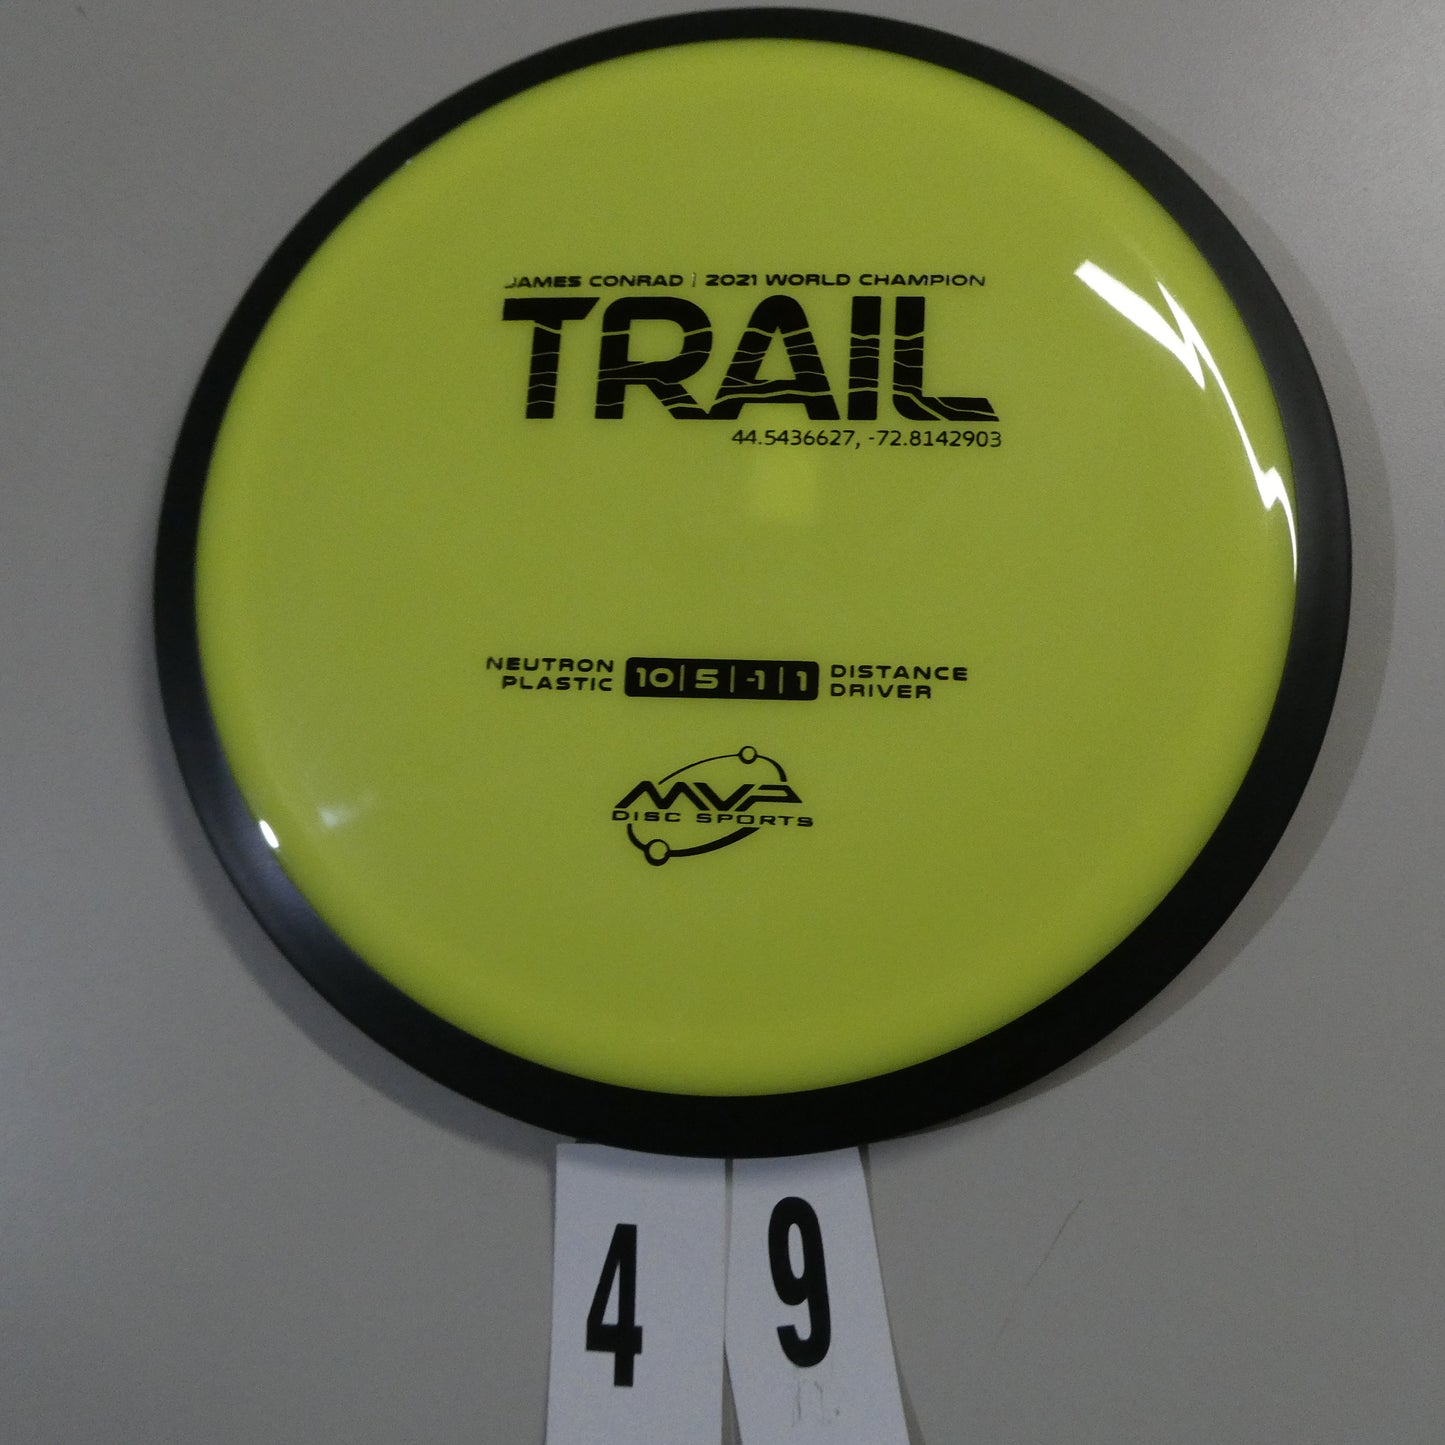 JAMES CONRAD | 2021 WORLD CHAMPION
TRAIL
44.5436627, -72.8142903
NEUTRON PLASTIC 10|5|-1|1 DISTANCE DRIVER
MVP
DISC SPORTS
4 9